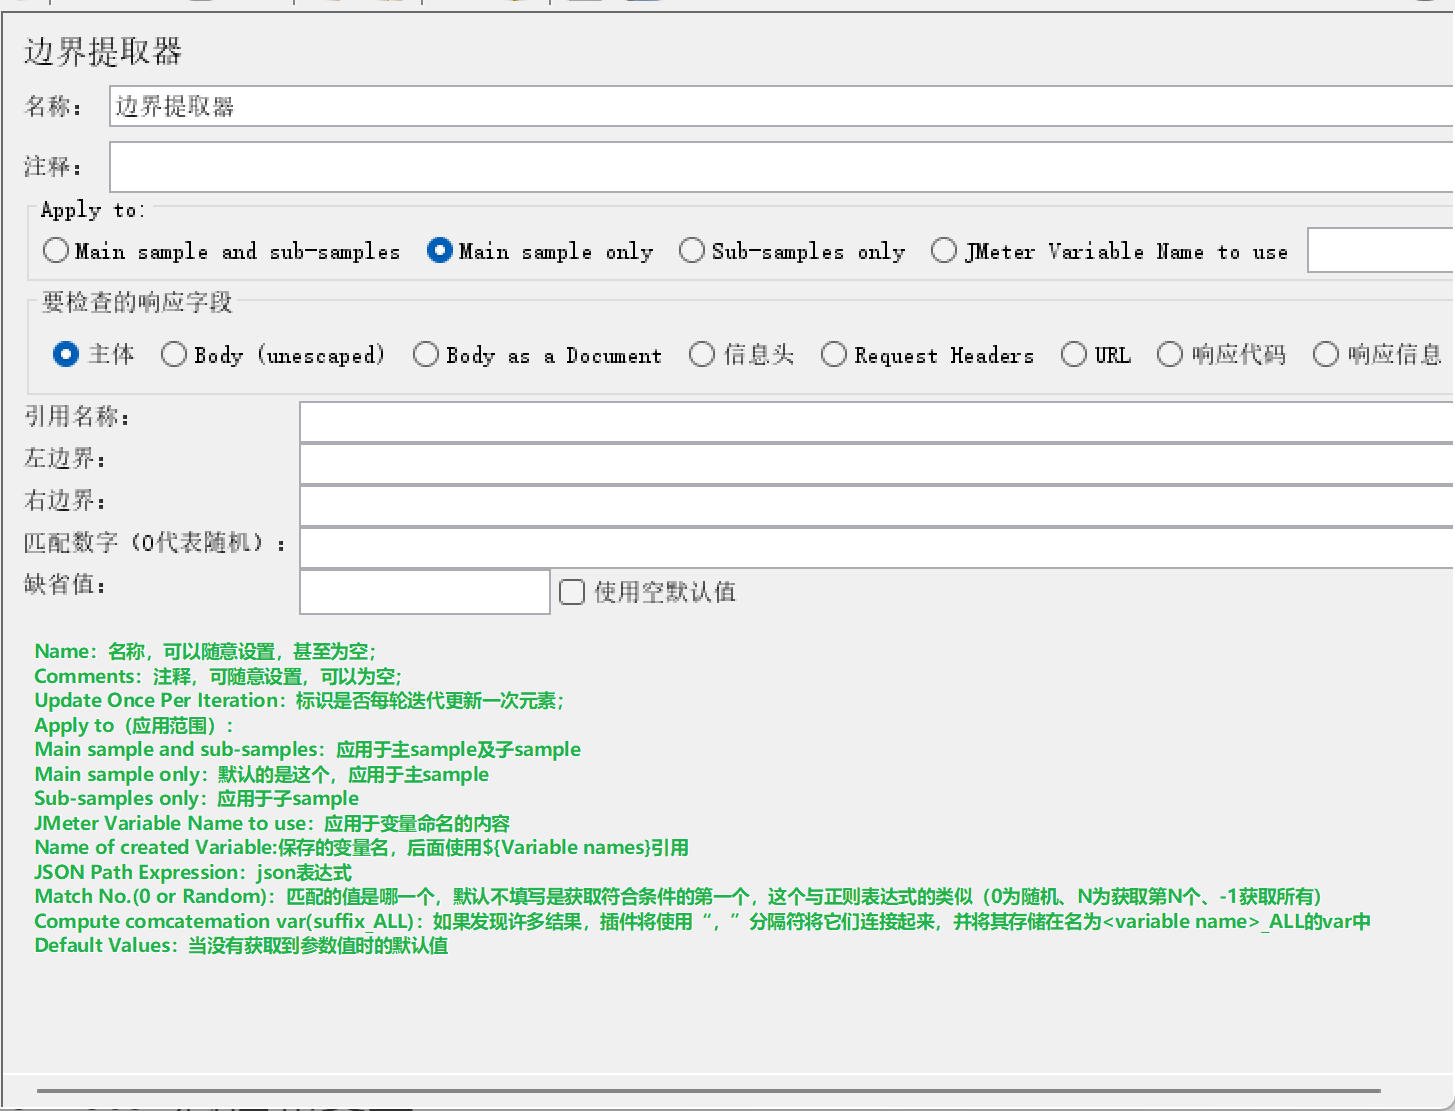 边界提取器
名称： 边界提取器
注释：
Apply to:
Main sample and sub-samples Main sample only Sub-samples only JMeter Variable Name to use
要检查的响应字段
主体 Body (unescaped) Body as a Document 信息头 Request Headers URL 响应代码 响应信息
引用名称：
左边界：
右边界：
匹配数字（0代表随机）：
缺省值： 使用空默认值
Name：名称，可以随意设置，甚至为空；
Comments：注释，可随意设置，可以为空；
Update Once Per Iteration：标识是否每轮迭代更新一次元素；
Apply to（应用范围）：
Main sample and sub-samples：应用于主sample及子sample
Main sample only：默认的是这个，应用于主sample
Sub-samples only：应用于子sample
JMeter Variable Name to use：应用于变量命名的内容
Name of created Variable:保存的变量名，后面使用${Variable names}引用
JSON Path Expression：json表达式
Match No.(0 or Random)：匹配的值是哪一个，默认不填写是获取符合条件的第一个，这个与正则表达式的类似（0为随机、N为获取第N个、-1获取所有）
Compute comcatemation var(suffix_ALL)：如果发现许多结果，插件将使用“，”分隔符将它们连接起来，并将其存储在名为<variable name>_ALL的var中
Default Values：当没有获取到参数值时的默认值